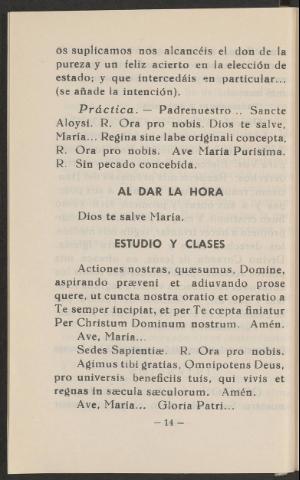 os suplicamos nos alcancéis el don de la
pureza y un feliz acierto en la elección de
estado; y que intercedáis en particular...
(se añade la intención).
Práctica. — Padrenuestro .. Sancte
Aloysi. R. Ora pro nobis. Dios te salve,
María... Regina sine labe originali concepta,
R. Ora pro nobis. Ave María Purísima.
R. Sin pecado concebida.
AL DAR LA HORA
Dios te salve María.
ESTUDIO Y CLASES
Actiones nostras, quæsumus, Domine,
aspirando præveni et adiuvando prose
quere, ut cuncta nostra oratio et operatio a
Te semper incipiat, et per Te cœpta finiatur
Per Christum Dominum nostrum. Amén.
Ave, María...
Sedes Sapientiæ. R. Ora pro nobis.
Agimus tibi gratias, Omnipotens Deus,
pro universis beneficiis tuis, qui vivis et
regnas in sæcula sæculorum. Amén.
Ave, María... Gloria Patri...
— 14 —